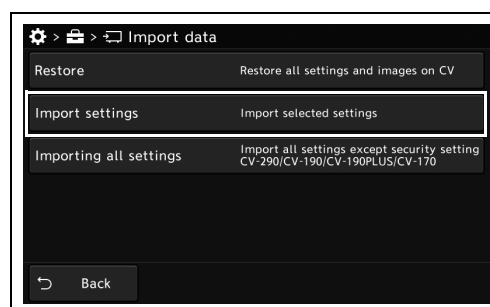 > > Import data
Restore Restore all settings and images on CV
Import settings Import selected settings
Importing all settings Import all settings except security setting
CV-290/CV-190/CV-190PLUS/CV-170
Back